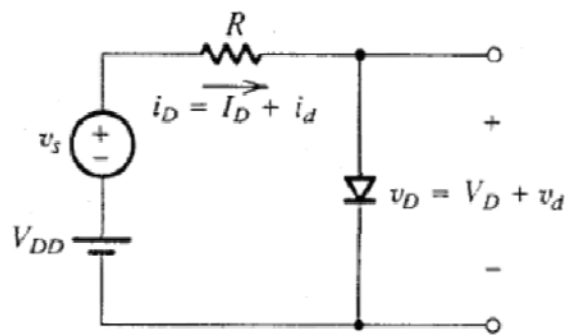 R
i_D = I_D + i_d
+
v_s
+
−
v_D = V_D + v_d
V_DD
−